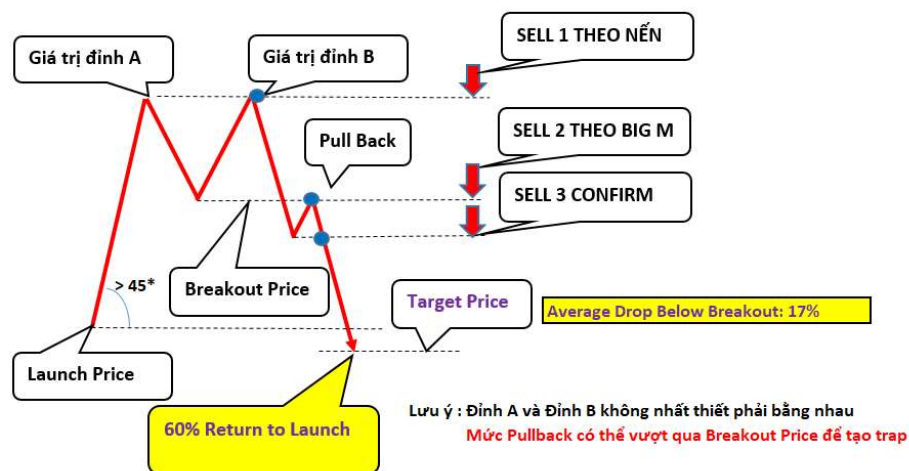 Giá trị đỉnh A
Giá trị đỉnh B
SELL 1 THEO NẾN
Pull Back
SELL 2 THEO BIG M
SELL 3 CONFIRM
> 45*
Breakout Price
Target Price
Average Drop Below Breakout: 17%
Launch Price
60% Return to Launch
Lưu ý : Đỉnh A và Đỉnh B không nhất thiết phải bằng nhau
Mức Pullback có thể vượt qua Breakout Price để tạo trap